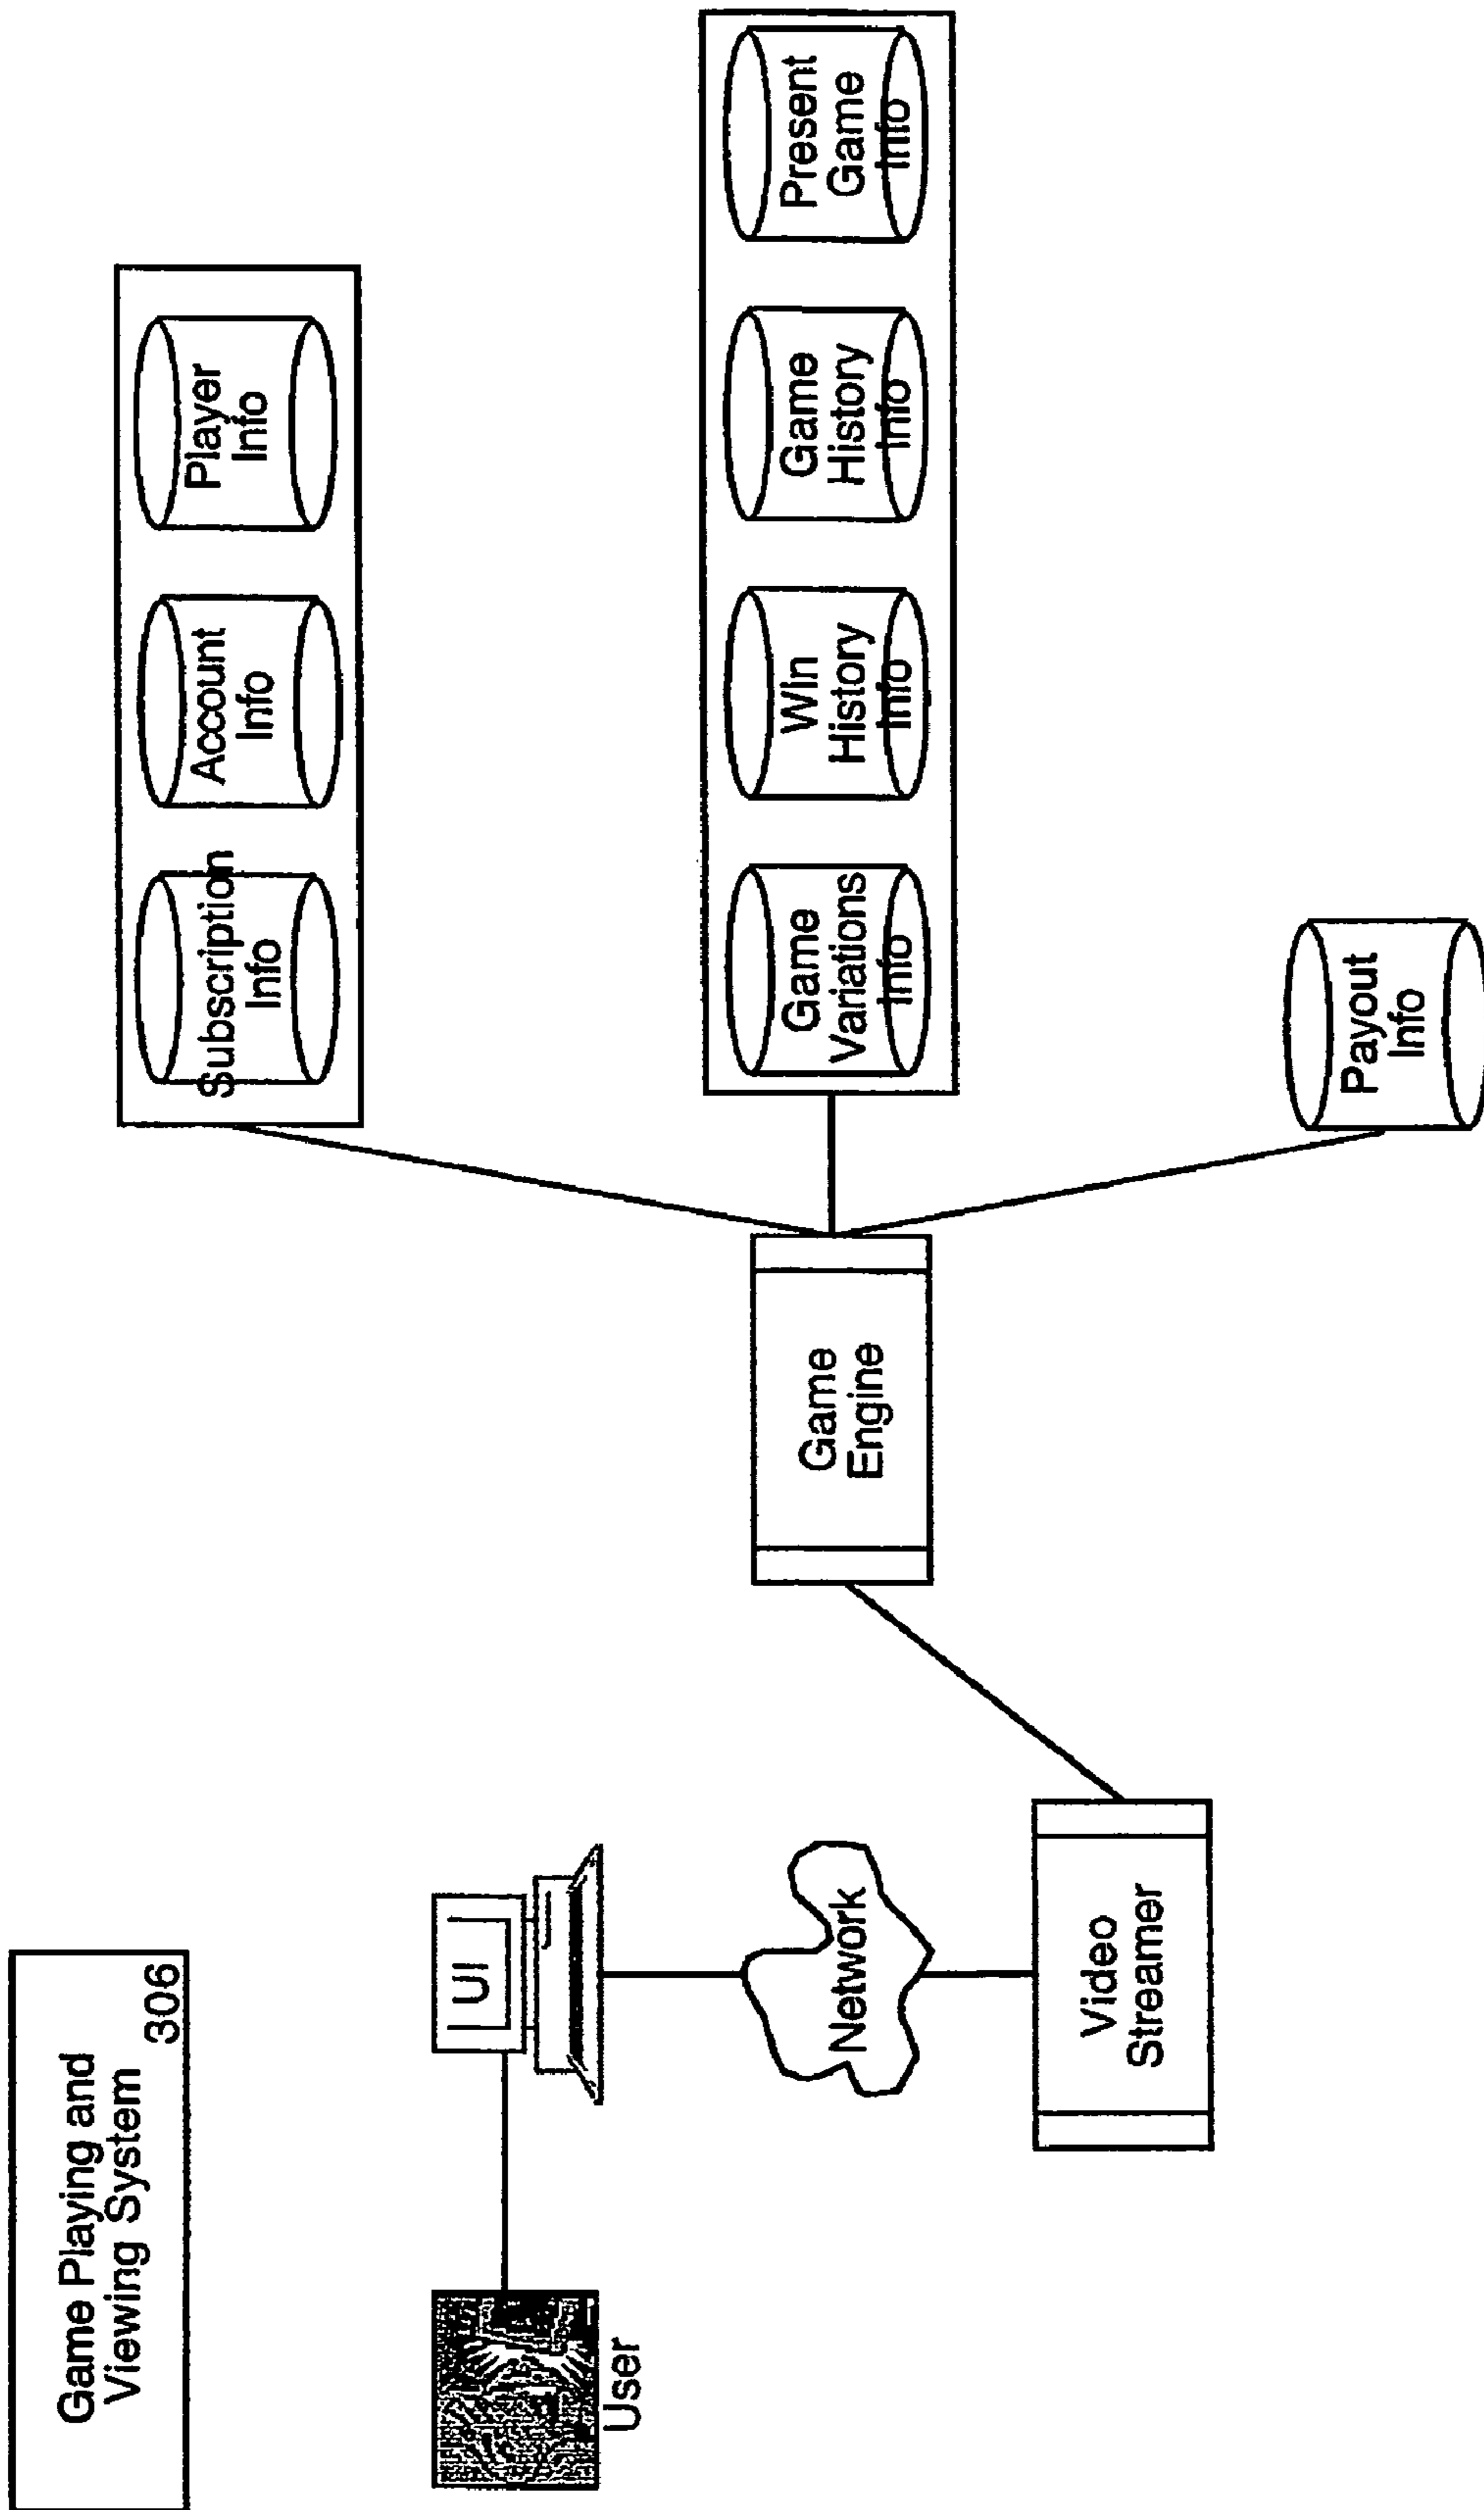 Game Playing and
Viewing System
306
User
UI
Network
Video
Streamer
Game
Engine
Subscription
Info
Account
Info
Player
Info
Game
Variations
Info
Win
History
Info
Game
History
Info
Present
Game
Info
Payout
Info